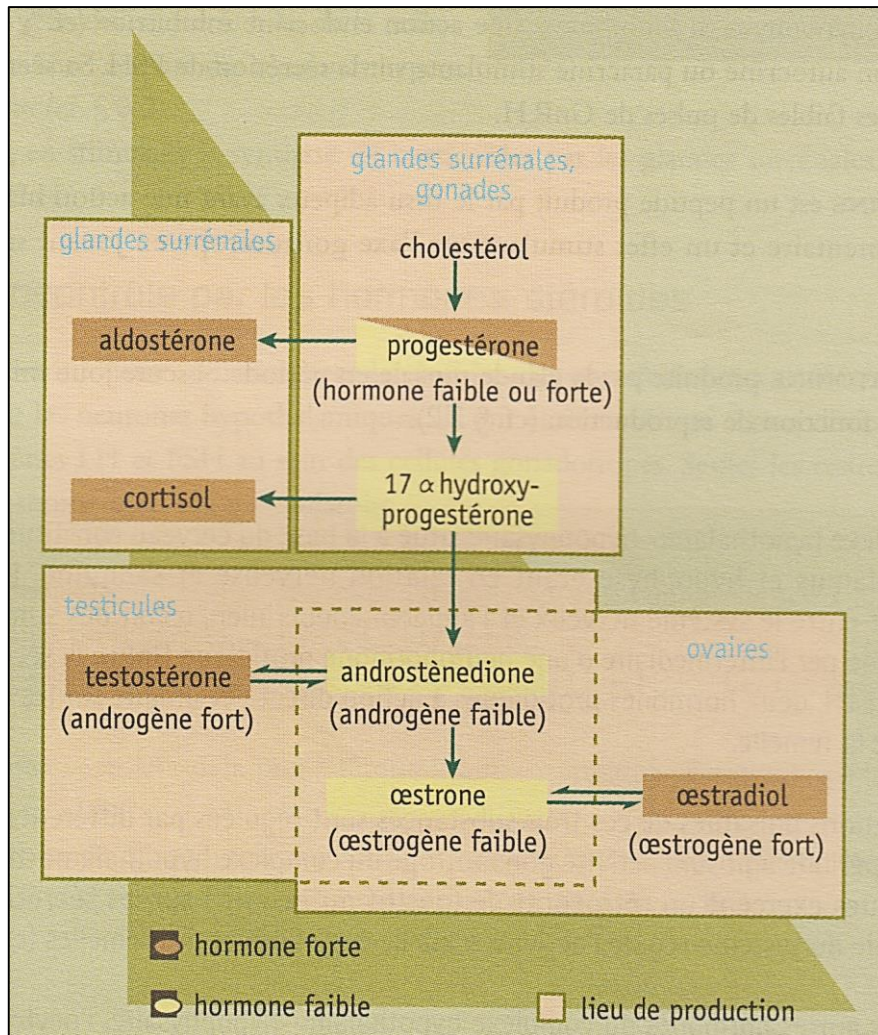 glandes surrénales,
gonades
glandes surrénales
cholestérol
aldostérone
progestérone
(hormone faible ou forte)
cortisol
17 α hydroxy-
progestérone
testicules
ovaires
testostérone
(androgène fort)
androstènedione
(androgène faible)
œstrone
(œstrogène faible)
œstradiol
(œstrogène fort)
hormone forte
hormone faible
lieu de production